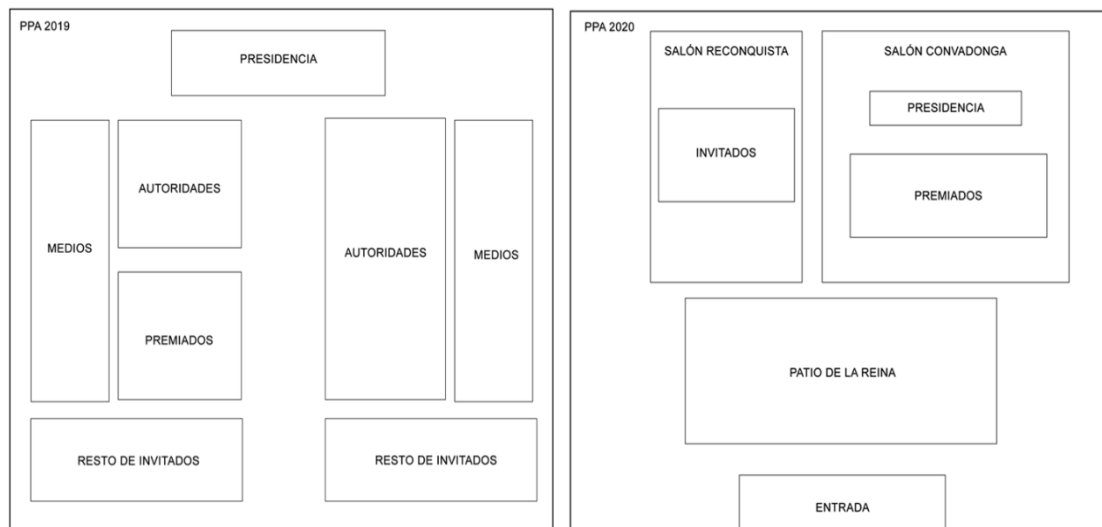 PPA 2019
PRESIDENCIA
MEDIOS
AUTORIDADES
PREMIADOS
AUTORIDADES
MEDIOS
RESTO DE INVITADOS
RESTO DE INVITADOS
PPA 2020
SALÓN RECONQUISTA
INVITADOS
SALÓN CONVADONGA
PRESIDENCIA
PREMIADOS
PATIO DE LA REINA
ENTRADA